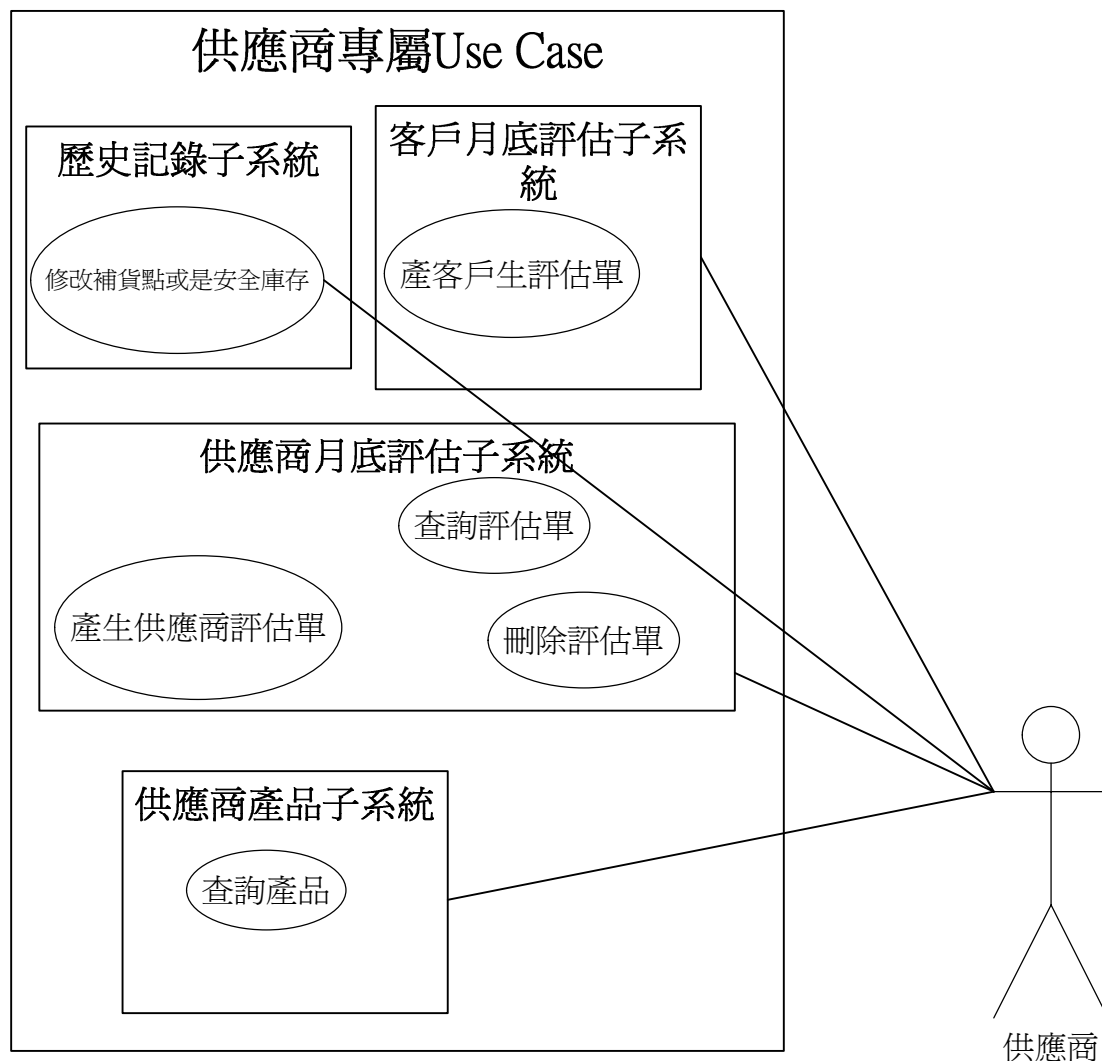 供應商專屬Use Case
歷史記錄子系統
修改補貨點或是安全庫存
客戶月底評估子系
統
產客戶生評估單
供應商月底評估子系統
查詢評估單
產生供應商評估單
刪除評估單
供應商產品子系統
查詢產品
供應商